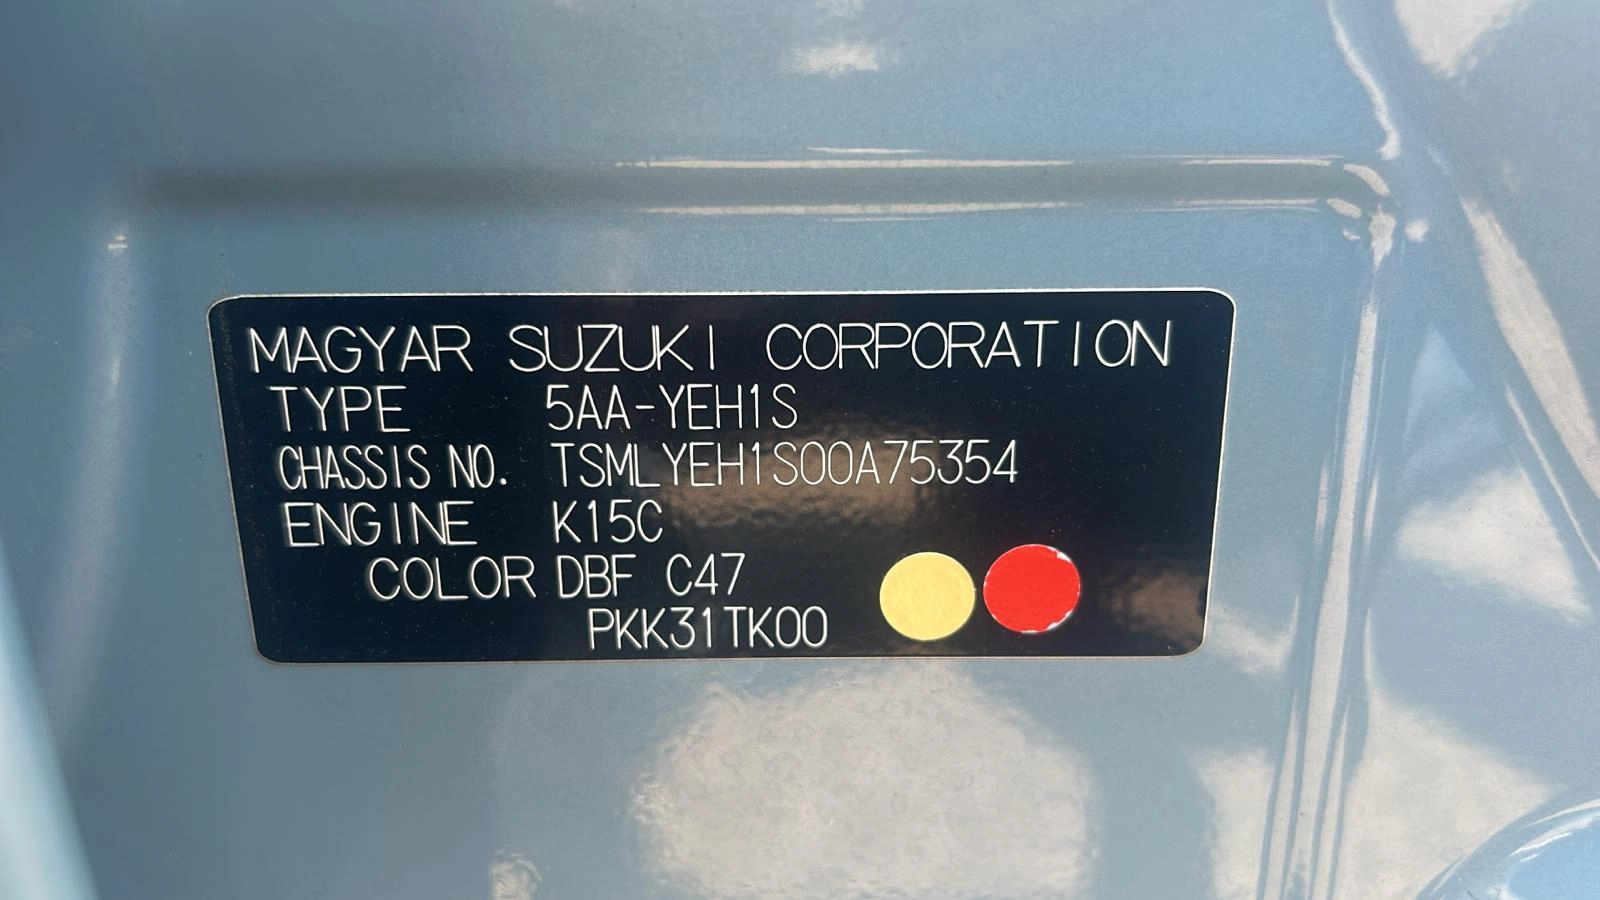 MAGYAR SUZUKI CORPORATION
TYPE 5AA-YEH1S
CHASSIS NO. TSMLYEH1S00A75354
ENGINE K15C
COLOR DBF C47
PKK31TK00